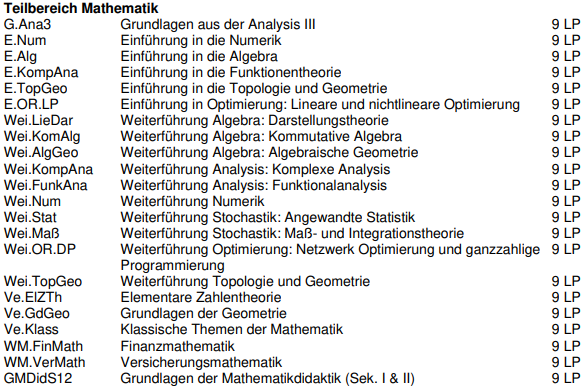 Teilbereich Mathematik
G.Ana3 Grundlagen aus der Analysis III 9 LP
E.Num Einführung in die Numerik 9 LP
E.Alg Einführung in die Algebra 9 LP
E.KompAna Einführung in die Funktionentheorie 9 LP
E.TopGeo Einführung in die Topologie und Geometrie 9 LP
E.OR.LP Einführung in Optimierung: Lineare und nichtlineare Optimierung 9 LP
Wei.LieDar Weiterführung Algebra: Darstellungstheorie 9 LP
Wei.KomAlg Weiterführung Algebra: Kommutative Algebra 9 LP
Wei.AlgGeo Weiterführung Algebra: Algebraische Geometrie 9 LP
Wei.KompAna Weiterführung Analysis: Komplexe Analysis 9 LP
Wei.FunkAna Weiterführung Analysis: Funktionalanalysis 9 LP
Wei.Num Weiterführung Numerik 9 LP
Wei.Stat Weiterführung Stochastik: Angewandte Statistik 9 LP
Wei.Maß Weiterführung Stochastik: Maß- und Integrationstheorie 9 LP
Wei.OR.DP Weiterführung Optimierung: Netzwerk Optimierung und ganzzahlige 9 LP
Programmierung
Wei.TopGeo Weiterführung Topologie und Geometrie 9 LP
Ve.ElZTh Elementare Zahlentheorie 9 LP
Ve.GdGeo Grundlagen der Geometrie 9 LP
Ve.Klass Klassische Themen der Mathematik 9 LP
WM.FinMath Finanzmathematik 9 LP
WM.VerMath Versicherungsmathematik 9 LP
GMDidS12 Grundlagen der Mathematikdidaktik (Sek. I & II) 9 LP